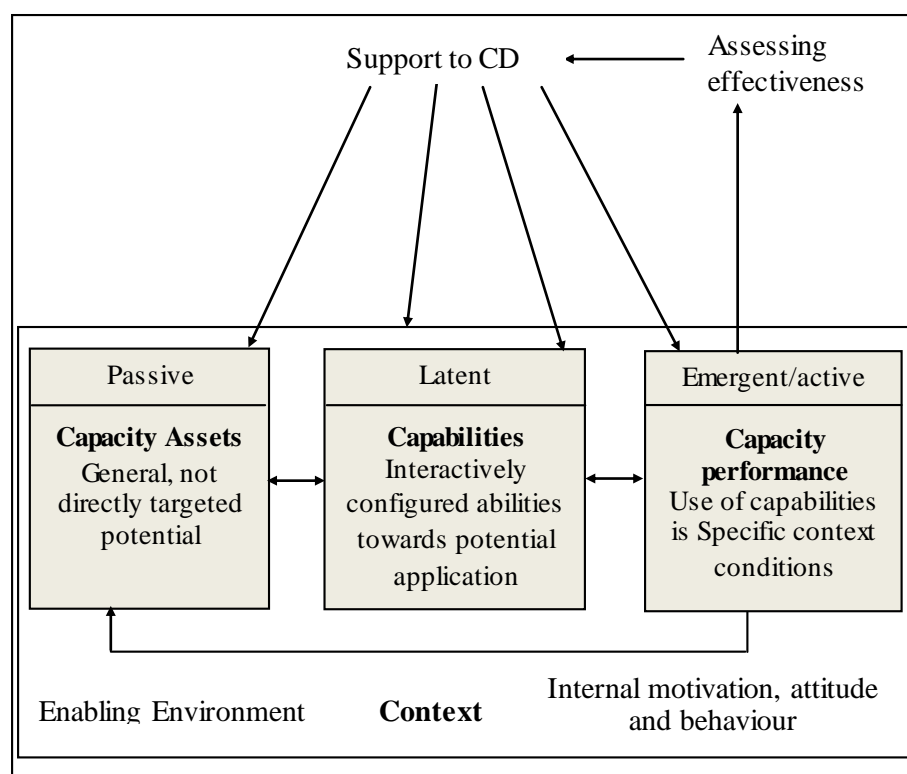 Support to CD
Assessing
effectiveness
Passive
Capacity Assets
General, not
directly targeted
potential
Latent
Capabilities
Interactively
configured abilities
towards potential
application
Emergent/active
Capacity
performance
Use of capabilities
is Specific context
conditions
Enabling Environment
Context
Internal motivation, attitude
and behaviour